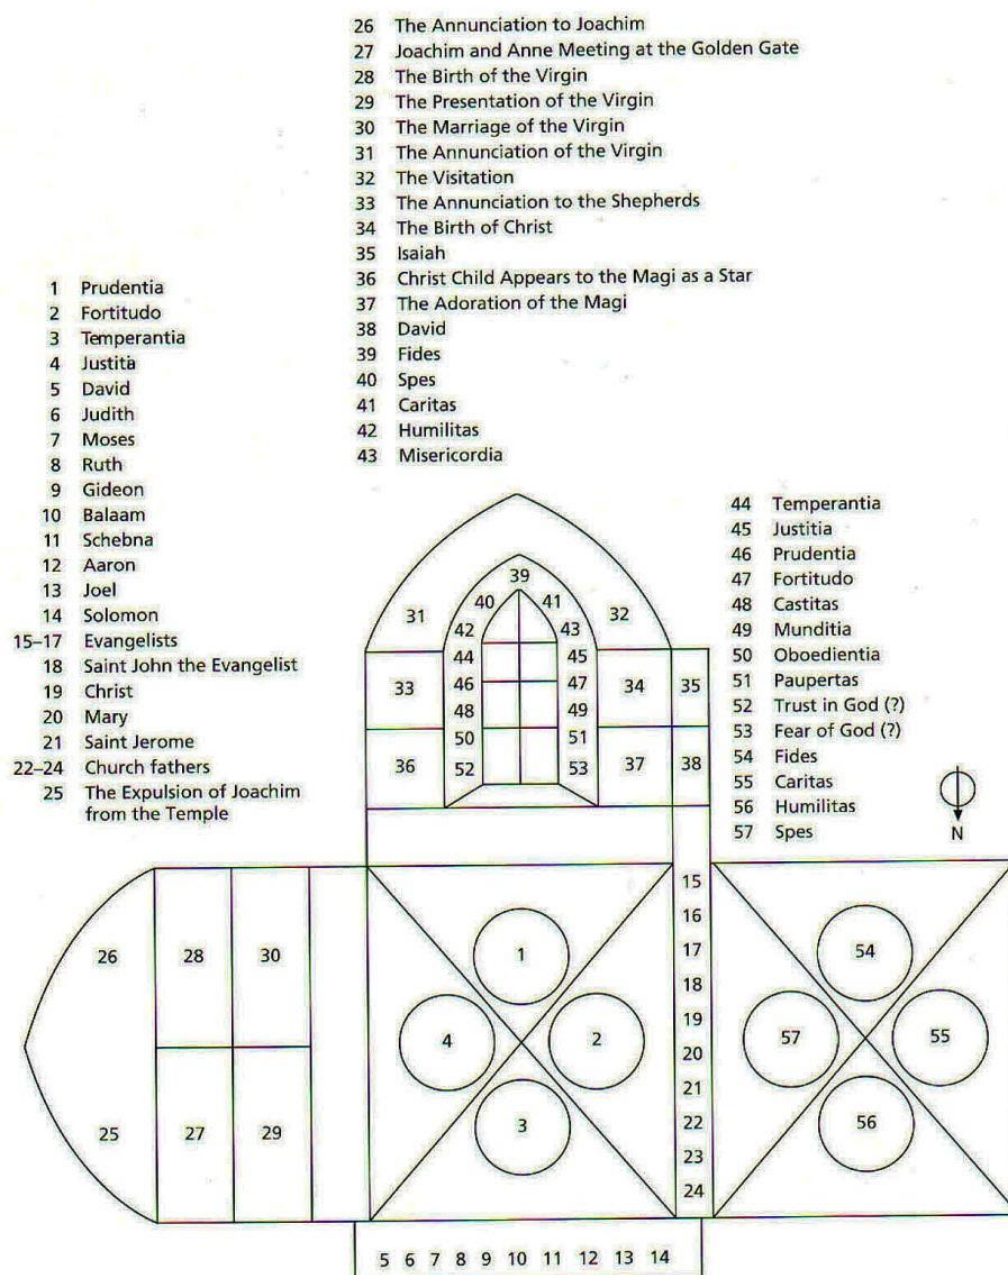 26 The Annunciation to Joachim
27 Joachim and Anne Meeting at the Golden Gate
28 The Birth of the Virgin
29 The Presentation of the Virgin
30 The Marriage of the Virgin
31 The Annunciation of the Virgin
32 The Visitation
33 The Annunciation to the Shepherds
34 The Birth of Christ
35 Isaiah
36 Christ Child Appears to the Magi as a Star
37 The Adoration of the Magi
38 David
39 Fides
40 Spes
41 Caritas
42 Humilitas
43 Misericordia
1 Prudentia
2 Fortitudo
3 Temperantia
4 Justitia
5 David
6 Judith
7 Moses
8 Ruth
9 Gideon
10 Balaam
11 Schebna
12 Aaron
13 Joel
14 Solomon
15–17 Evangelists
18 Saint John the Evangelist
19 Christ
20 Mary
21 Saint Jerome
22–24 Church fathers
25 The Expulsion of Joachim
from the Temple
44 Temperantia
45 Justitia
46 Prudentia
47 Fortitudo
48 Castitas
49 Munditia
50 Oboedientia
51 Paupertas
52 Trust in God (?)
53 Fear of God (?)
54 Fides
55 Caritas
56 Humilitas
57 Spes
N
39
40 41
31 42 43 32
44 45
33 46 47 34 35
48 49
50 51
36 52 53 37 38
15
16
26 28 30 1 17 54
18
19
4 2 20 57 55
21
25 27 29 3 22 56
23
24
5 6 7 8 9 10 11 12 13 14